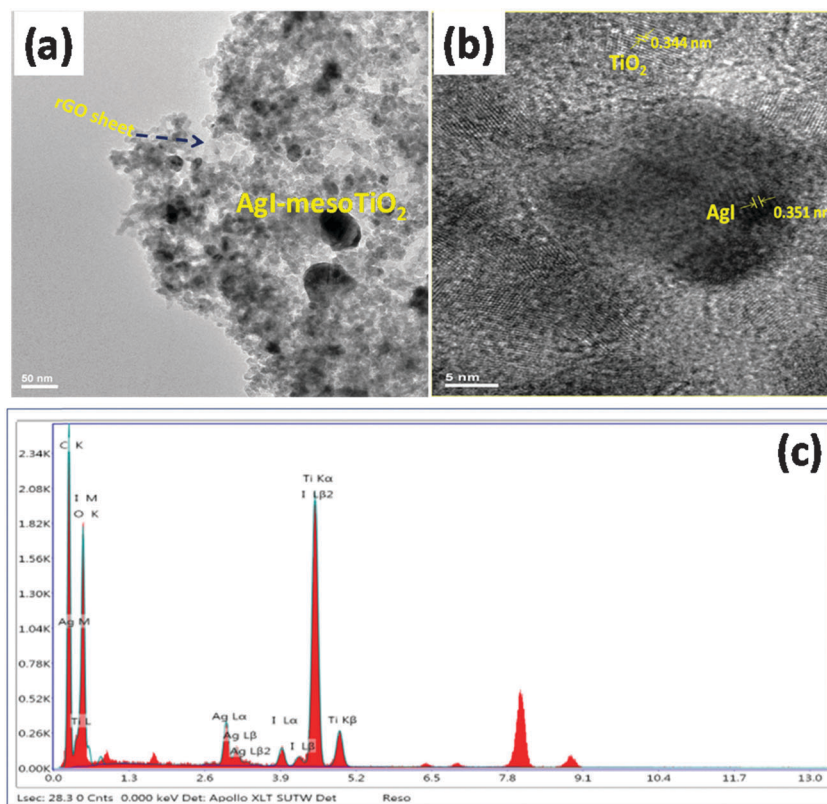 (a)
rGO sheet
AgI-mesoTiO₂
50 nm
(b)
0.344 nm
TiO₂
AgI
0.351 nm
5 nm
(c)
2.34K
2.08K
1.82K
1.56K
1.30K
1.04K
0.78K
0.52K
0.26K
0.00K
C K
I M
O K
Ag M
Ti L
Ag Lα
Ag Lβ
Ag Lβ2
I Lα
I Lβ
Ti Kα
I Lβ2
Ti Kβ
0.0 1.3 2.6 3.9 5.2 6.5 7.8 9.1 10.4 11.7 13.0
Lsec: 28.3 0 Cnts 0.000 keV Det: Apollo XLT SUTW Det Reso